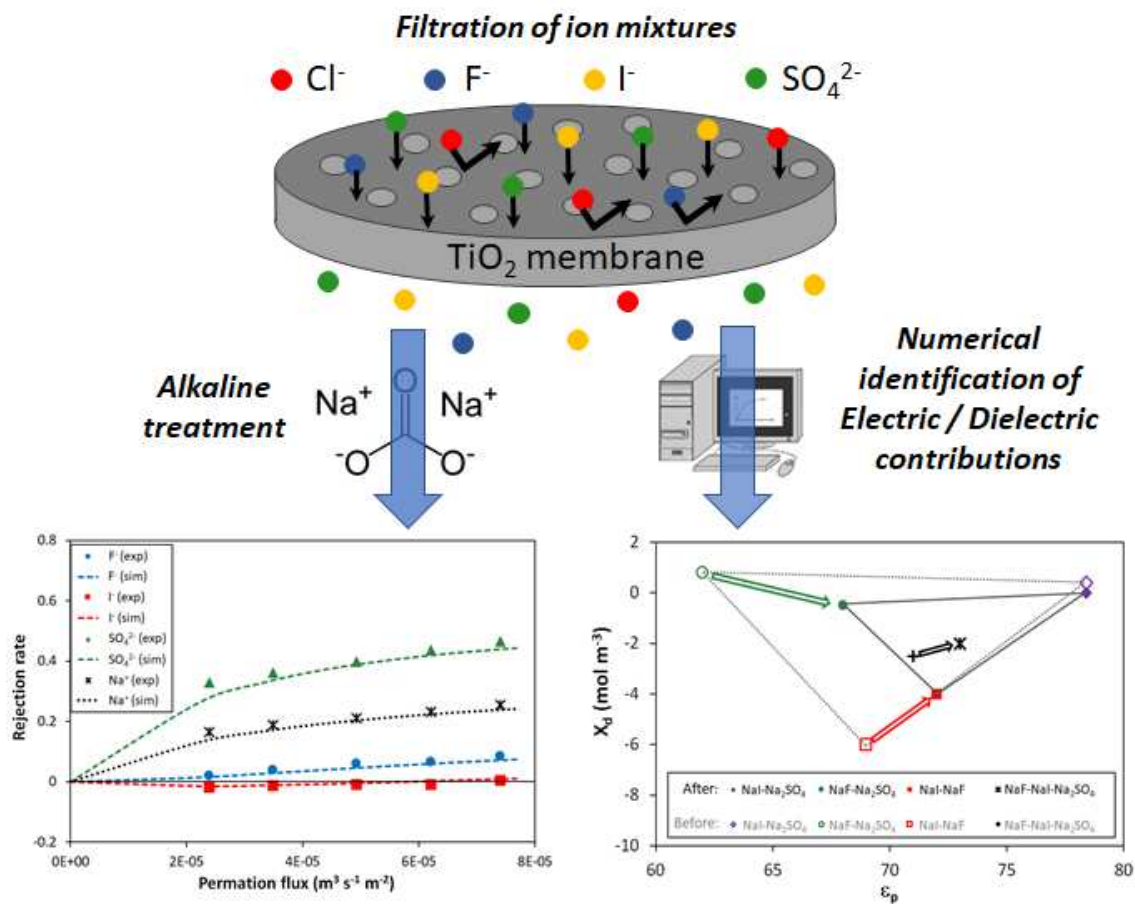 Filtration of ion mixtures
Cl⁻ F⁻ I⁻ SO₄²⁻
TiO₂ membrane
Alkaline
treatment
Na⁺ O Na⁺
⁻O O⁻
Numerical
identification of
Electric / Dielectric
contributions
0.8
0.6
0.4
0.2
0
-0.2
Rejection rate
F⁻ (exp)
F⁻ (sim)
I⁻ (exp)
I⁻ (sim)
SO₄²⁻ (exp)
SO₄²⁻ (sim)
Na⁺ (exp)
Na⁺ (sim)
0E+00 2E-05 4E-05 6E-05 8E-05
Permation flux (m³ s⁻¹ m⁻²)
2
0
-2
-4
-6
-8
-10
X_d (mol m⁻³)
After: NaI-Na₂SO₄ NaF-Na₂SO₄ NaI-NaF NaF-NaI-Na₂SO₄
Before: NaI-Na₂SO₄ NaF-Na₂SO₄ NaI-NaF NaF-NaI-Na₂SO₄
60 65 70 75 80
ε_p